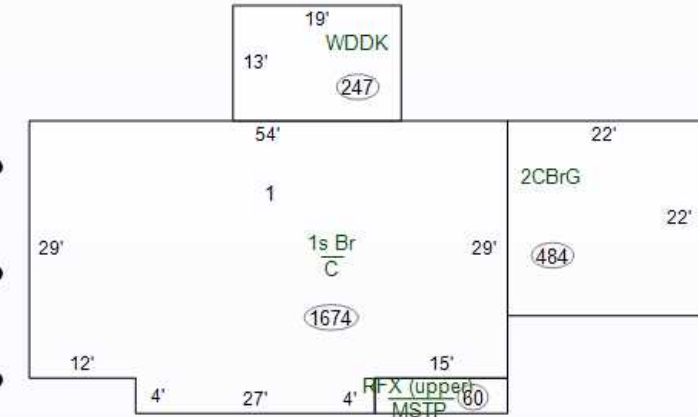 19'
WDDK
13'
247
54'
22'
2CBrG
1
22'
29'
1s Br
C
29'
484
1674
12'
15'
4'
27'
4'
RFX (upper)
60
MSTP